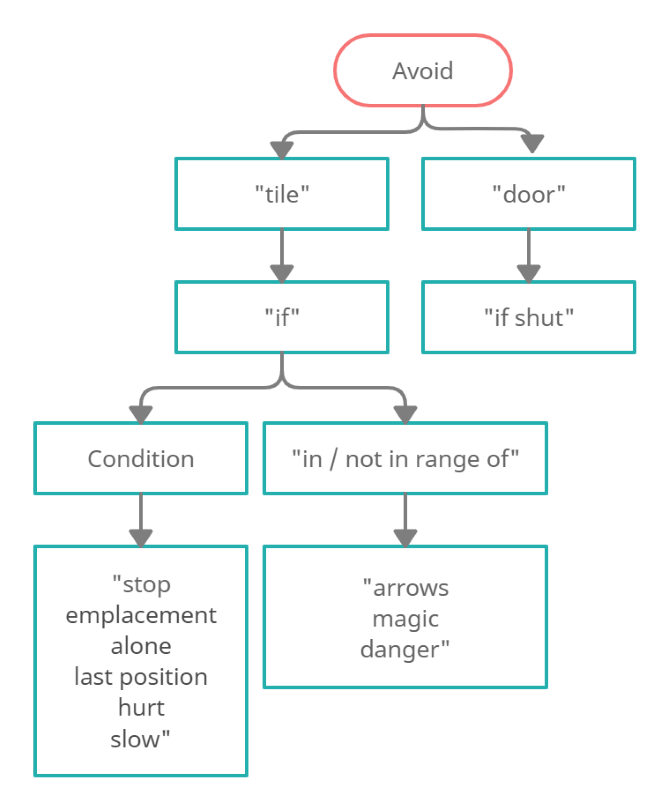 Avoid
"tile"
"door"
"if"
"if shut"
Condition
"in / not in range of"
"stop
emplacement
alone
last position
hurt
slow"
"arrows
magic
danger"